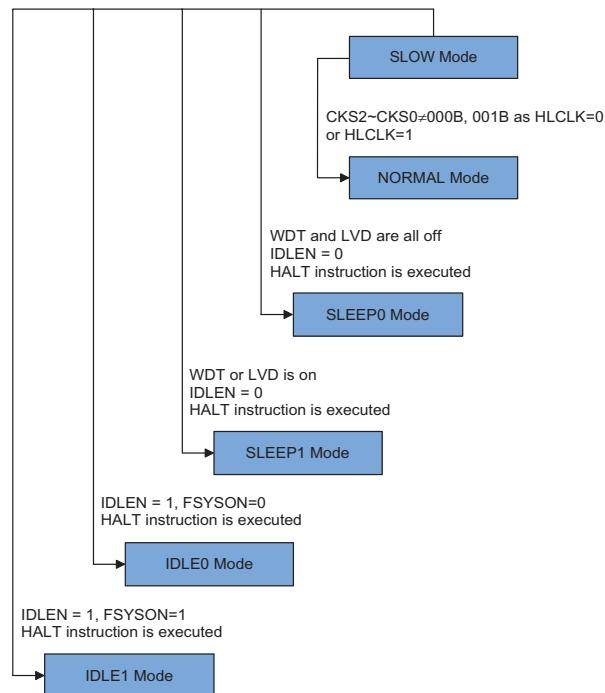 SLOW Mode
CKS2~CKS0≠000B, 001B as HLCLK=0
or HLCLK=1
NORMAL Mode
WDT and LVD are all off
IDLEN = 0
HALT instruction is executed
SLEEP0 Mode
WDT or LVD is on
IDLEN = 0
HALT instruction is executed
SLEEP1 Mode
IDLEN = 1, FSYSON=0
HALT instruction is executed
IDLE0 Mode
IDLEN = 1, FSYSON=1
HALT instruction is executed
IDLE1 Mode